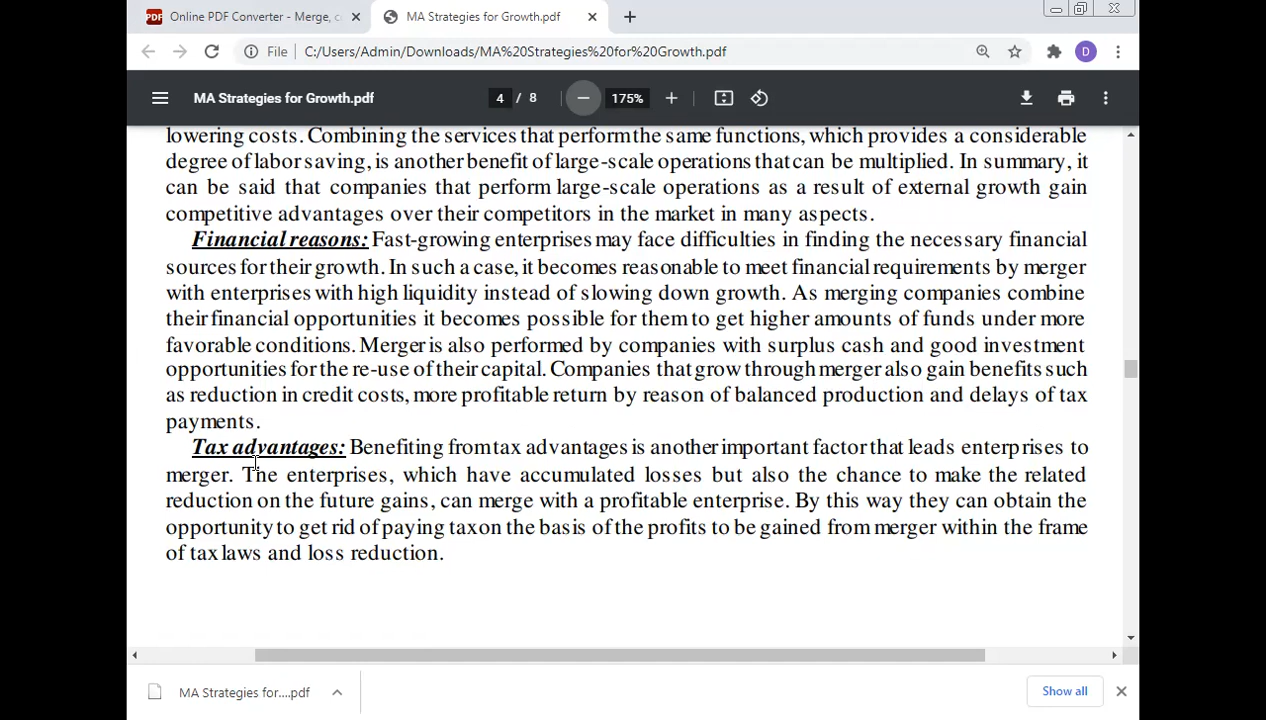 Online PDF Converter - Merge, c
MA Strategies for Growth.pdf
File
C:/Users/Admin/Downloads/MA%20Strategies%20for%20Growth.pdf
D
MA Strategies for Growth.pdf
4 / 8
175%
lowering costs. Combining the services that perform the same functions, which provides a considerable
degree of labor saving, is another benefit of large-scale operations that can be multiplied. In summary, it
can be said that companies that perform large-scale operations as a result of external growth gain
competitive advantages over their competitors in the market in many aspects.
Financial reasons: Fast-growing enterprises may face difficulties in finding the necessary financial
sources for their growth. In such a case, it becomes reasonable to meet financial requirements by merger
with enterprises with high liquidity instead of slowing down growth. As merging companies combine
their financial opportunities it becomes possible for them to get higher amounts of funds under more
favorable conditions. Merger is also performed by companies with surplus cash and good investment
opportunities for the re-use of their capital. Companies that grow through merger also gain benefits such
as reduction in credit costs, more profitable return by reason of balanced production and delays of tax
payments.
Tax advantages: Benefiting from tax advantages is another important factor that leads enterprises to
merger. The enterprises, which have accumulated losses but also the chance to make the related
reduction on the future gains, can merge with a profitable enterprise. By this way they can obtain the
opportunity to get rid of paying tax on the basis of the profits to be gained from merger within the frame
of tax laws and loss reduction.
MA Strategies for....pdf
Show all